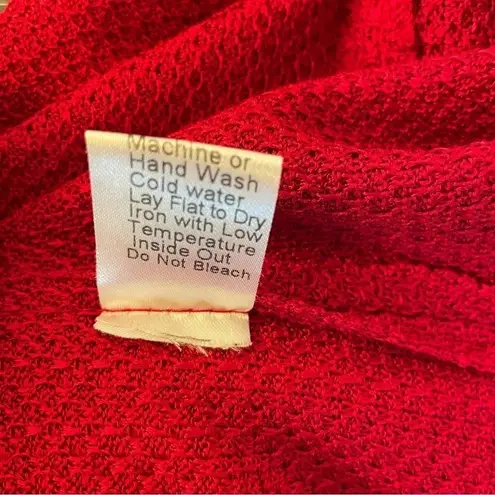 Machine or
Hand Wash
Cold water
Lay Flat to Dry
Iron with Low
Temperature
Inside Out
Do Not Bleach